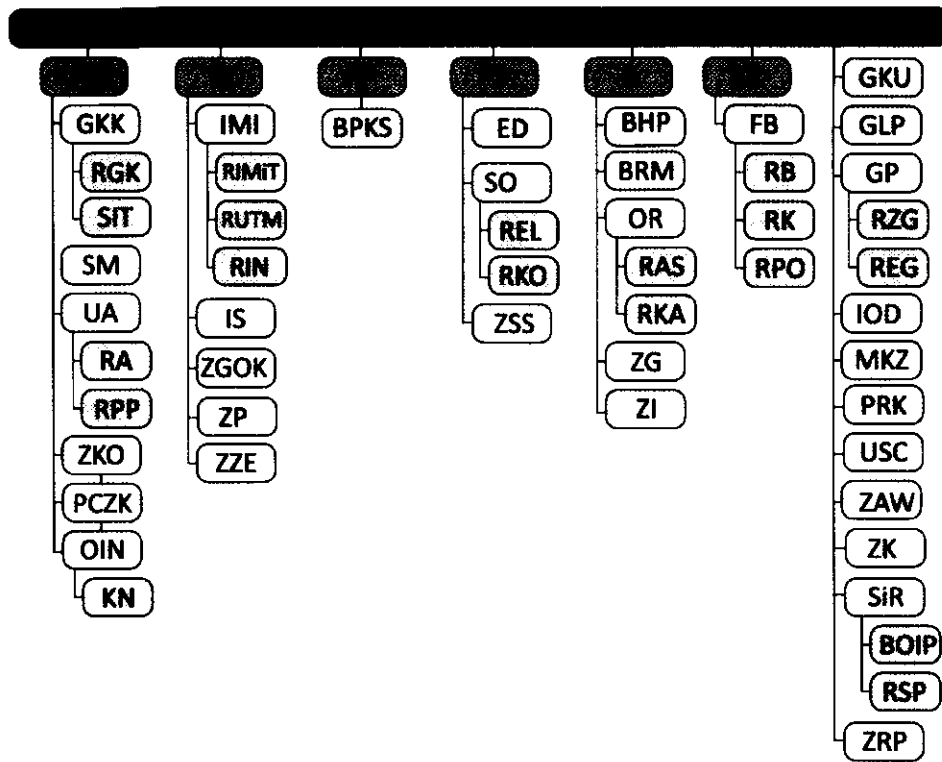 GKK
RGK
SiT
SM
UA
RA
RPP
ZKO
PCZK
OIN
KN
IMI
RIMiT
RUTM
RIN
IS
ZGOK
ZP
ZZE
BPKS
ED
SO
REL
RKO
ZSS
BHP
BRM
OR
RAS
RKA
ZG
ZI
FB
RB
RK
RPO
GKU
GLP
GP
RZG
REG
IOD
MKZ
PRK
USC
ZAW
ZK
SiR
BOIP
RSP
ZRP